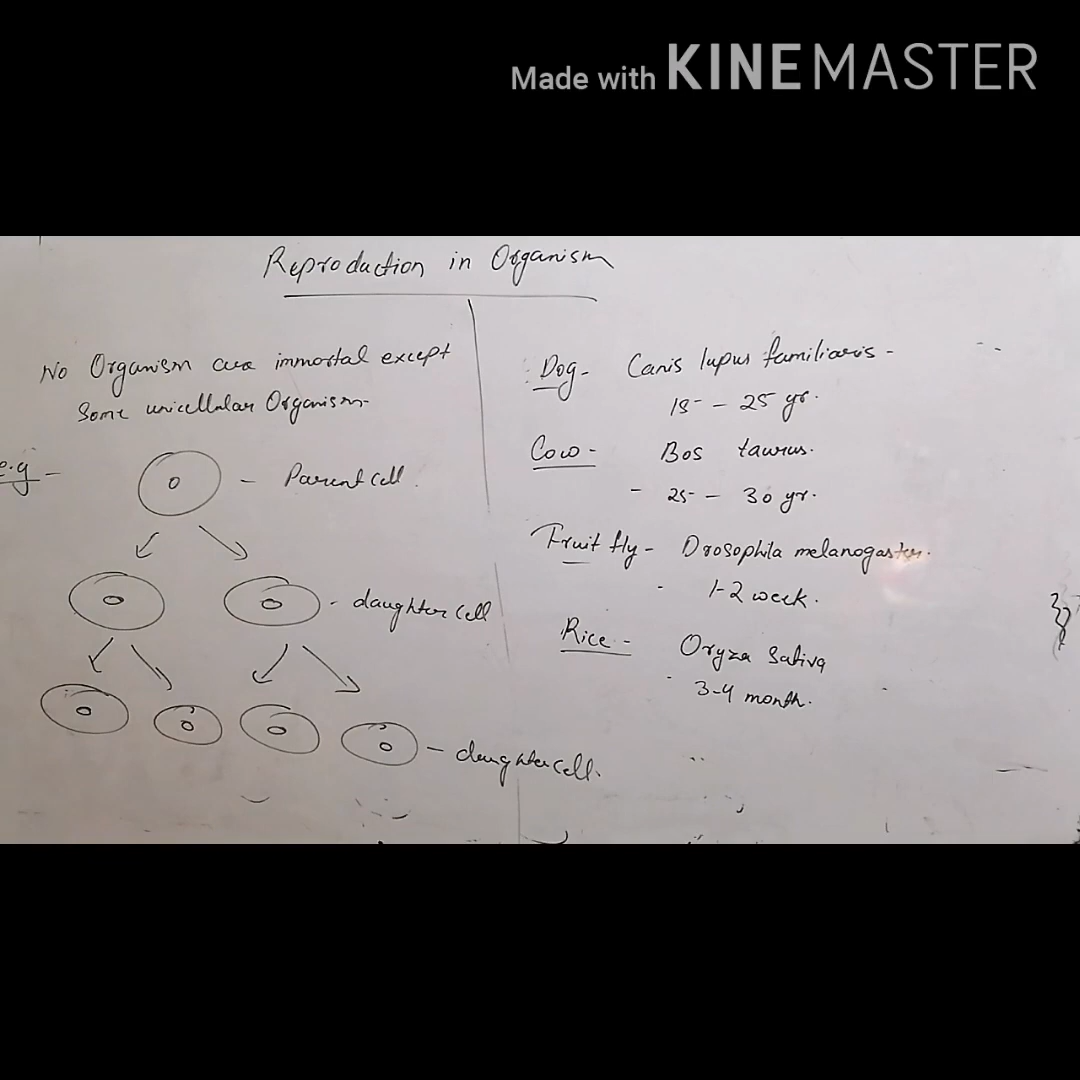 Made with KINEMASTER
Reproduction in Organism
No Organism are immortal except
Some unicellular Organism
e.g -
- Parent cell.
- daughter cell
- daughter cell.
Dog - Canis lupus familiaris -
15 - 25 yr.
Cow - Bos taurus.
- 25 - 30 yr.
Fruit fly - Drosophila melanogaster.
- 1-2 week.
Rice - Oryza Sativa
- 3-4 month.